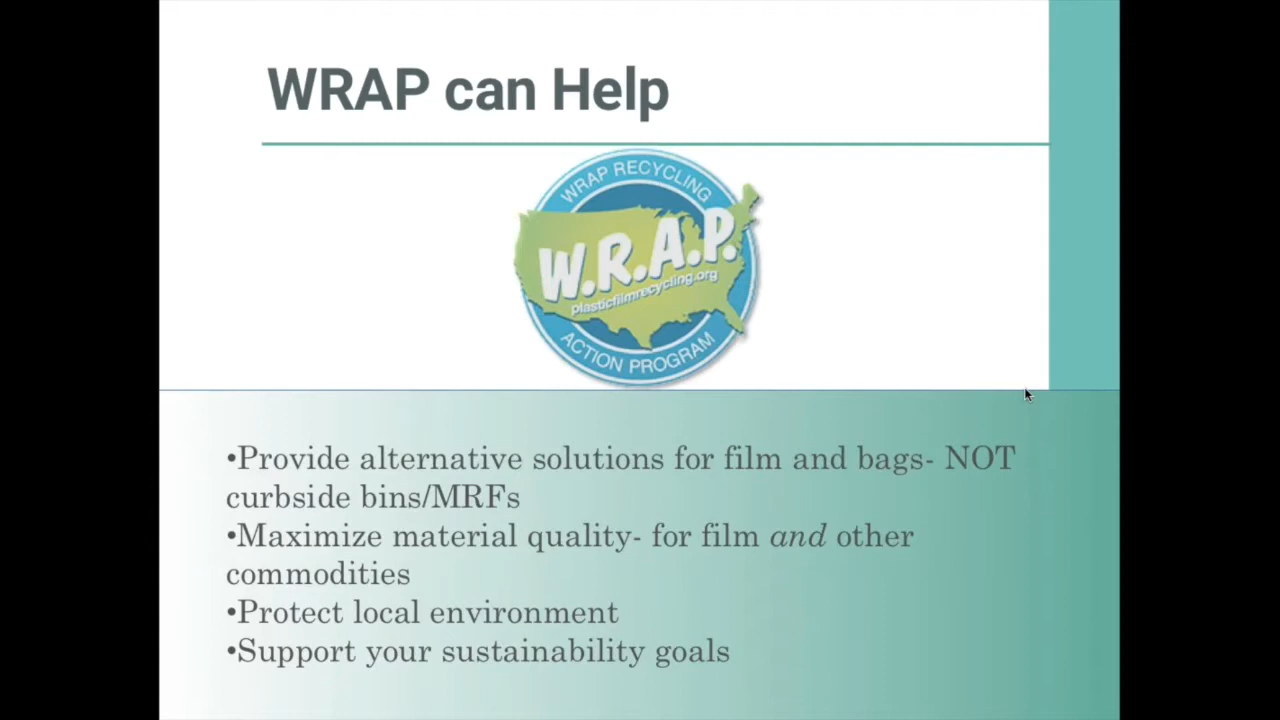 WRAP can Help
WRAP RECYCLING
W.R.A.P.
plasticfilmrecycling.org
ACTION PROGRAM
•Provide alternative solutions for film and bags- NOT
curbside bins/MRFs
•Maximize material quality- for film and other
commodities
•Protect local environment
•Support your sustainability goals